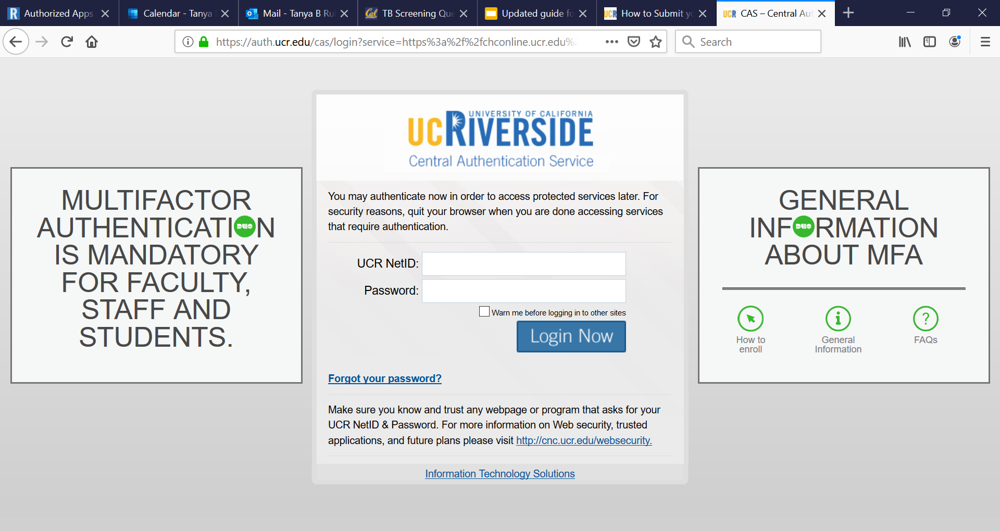 Authorized Apps
Calendar - Tanya
Mail - Tanya B Ru
TB Screening Que
Updated guide fo
How to Submit yo
UCR CAS – Central Aut
https://auth.ucr.edu/cas/login?service=https%3a%2f%2fchconline.ucr.edu%2
Search
UNIVERSITY OF CALIFORNIA
UCRIVERSIDE
Central Authentication Service
MULTIFACTOR
AUTHENTICATION
IS MANDATORY
FOR FACULTY,
STAFF AND
STUDENTS.
You may authenticate now in order to access protected services later. For
security reasons, quit your browser when you are done accessing services
that require authentication.
UCR NetID:
Password:
Warn me before logging in to other sites
Login Now
Forgot your password?
Make sure you know and trust any webpage or program that asks for your
UCR NetID & Password. For more information on Web security, trusted
applications, and future plans please visit http://cnc.ucr.edu/websecurity.
Information Technology Solutions
GENERAL
INFORMATION
ABOUT MFA
How to
enroll
General
Information
FAQs